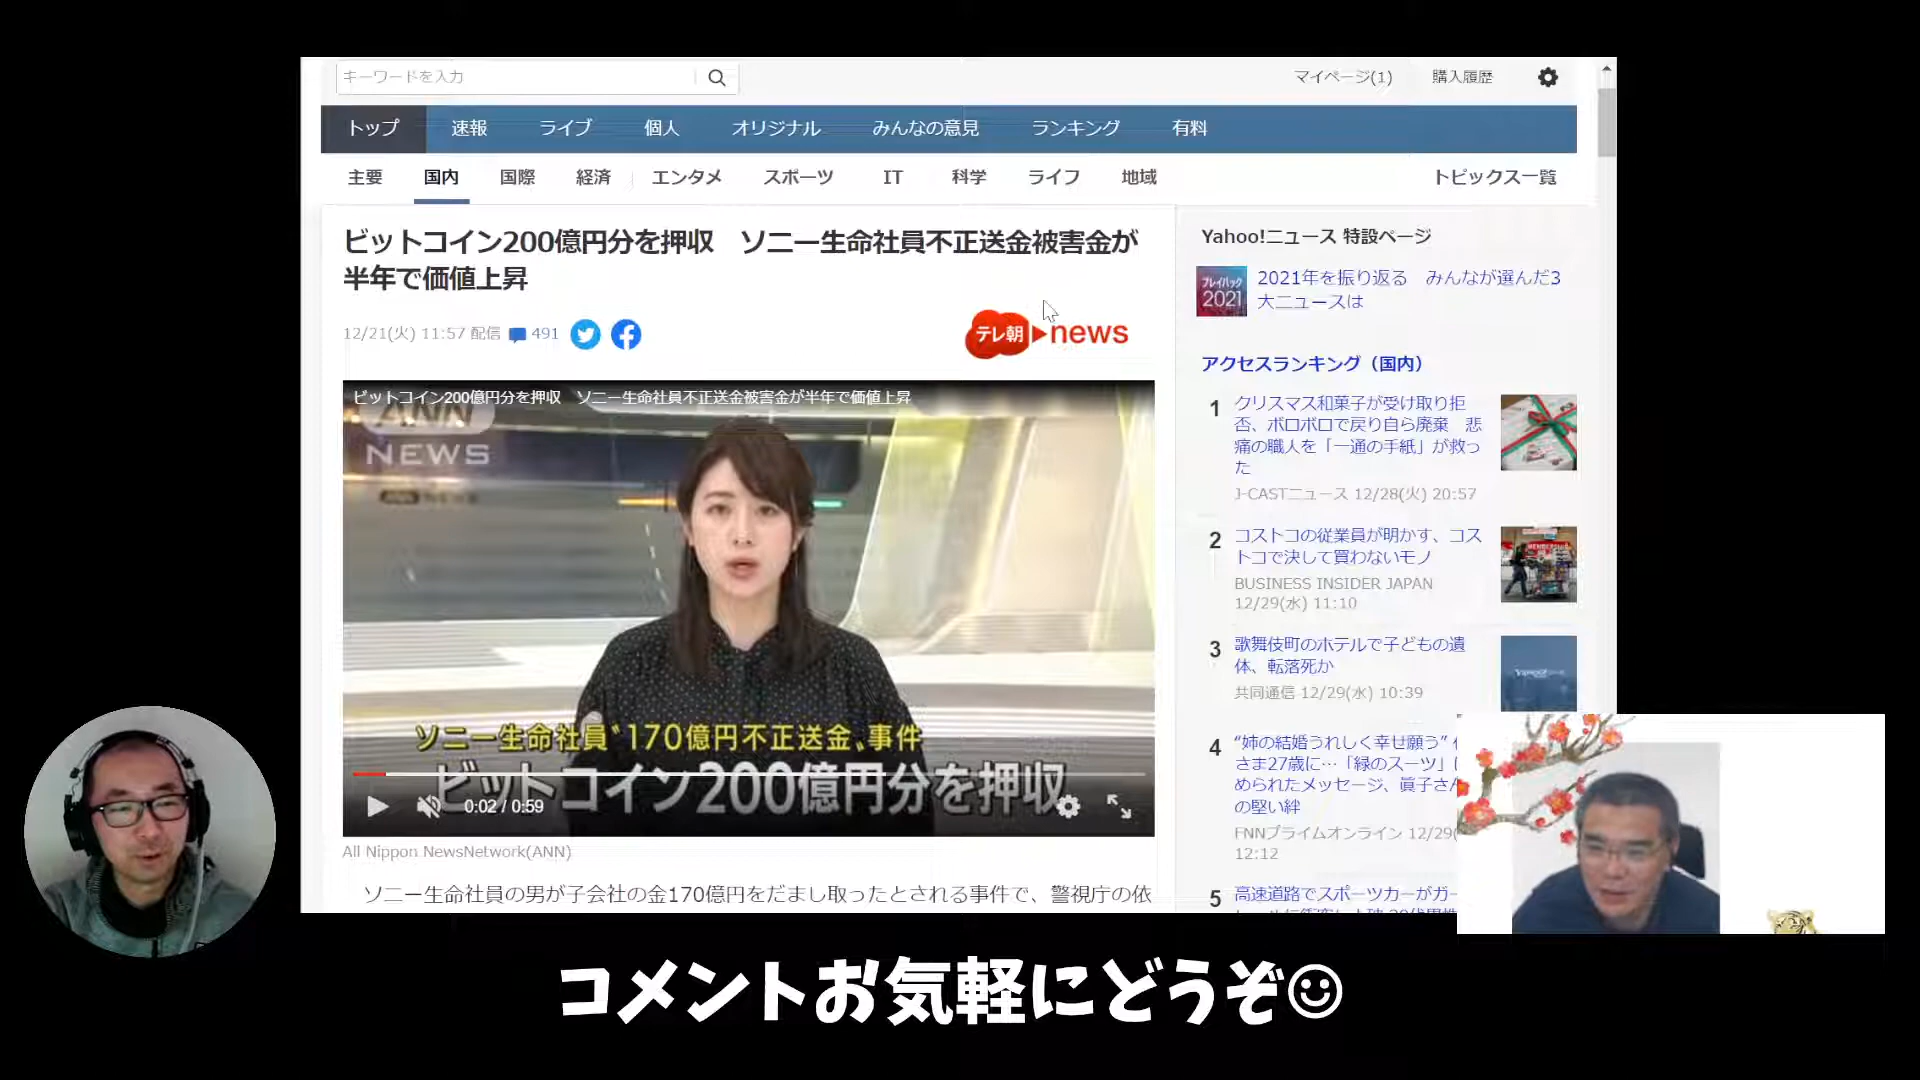 キーワードを入力
マイページ(1) 購入履歴
トップ 速報 ライブ 個人 オリジナル みんなの意見 ランキング 有料
主要 国内 国際 経済 エンタメ スポーツ IT 科学 ライフ 地域 トピックス一覧
ビットコイン200億円分を押収 ソニー生命社員不正送金被害金が
半年で価値上昇
12/21(火) 11:57 配信 491
テレ朝news
ビットコイン200億円分を押収 ソニー生命社員不正送金被害金が半年で価値上昇
ANN
NEWS
ソニー生命社員“170億円不正送金„事件
ビットコイン200億円分を押収
0:02 / 0:59
All Nippon NewsNetwork(ANN)
ソニー生命社員の男が子会社の金170億円をだまし取ったとされる事件で、警視庁の依
Yahoo!ニュース 特設ページ
プレイバック
2021
2021年を振り返る みんなが選んだ3
大ニュースは
アクセスランキング（国内）
1
クリスマス和菓子が受け取り拒
否、ボロボロで戻り自ら廃棄 悲
痛の職人を「一通の手紙」が救っ
た
J-CASTニュース 12/28(火) 20:57
2
コストコの従業員が明かす、コス
トコで決して買わないモノ
BUSINESS INSIDER JAPAN
12/29(水) 11:10
3
歌舞伎町のホテルで子どもの遺
体、転落死か
共同通信 12/29(水) 10:39
4
“姉の結婚うれしく幸せ願う”
さま27歳に…「緑のスーツ」に
められたメッセージ、眞子さん
の堅い絆
FNNプライムオンライン 12/29(
12:12
5
高速道路でスポーツカーがガー
コメントお気軽にどうぞ☺